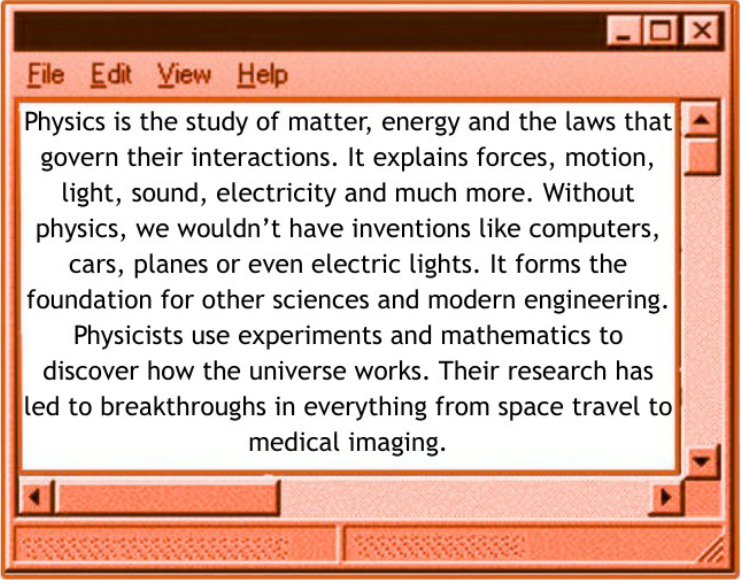 File Edit View Help
Physics is the study of matter, energy and the laws that
govern their interactions. It explains forces, motion,
light, sound, electricity and much more. Without
physics, we wouldn’t have inventions like computers,
cars, planes or even electric lights. It forms the
foundation for other sciences and modern engineering.
Physicists use experiments and mathematics to
discover how the universe works. Their research has
led to breakthroughs in everything from space travel to
medical imaging.